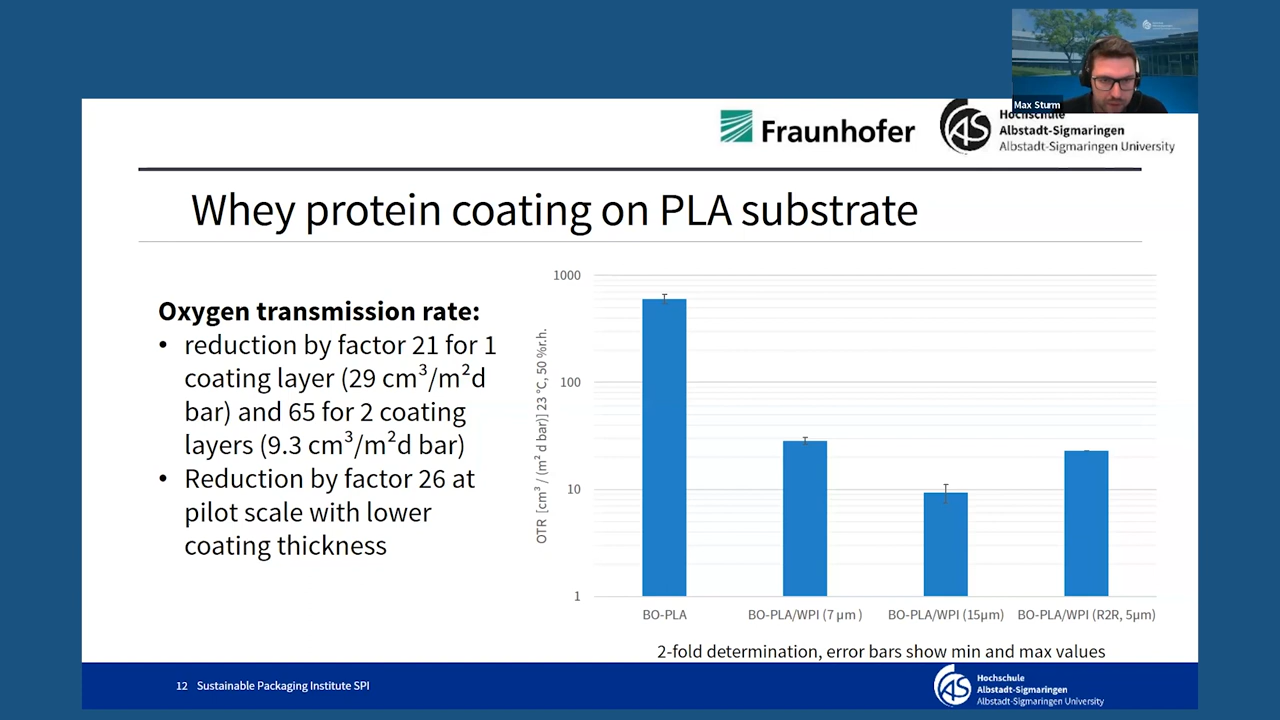 Max Sturm
Fraunhofer
Hochschule
Albstadt-Sigmaringen
Albstadt-Sigmaringen University
Whey protein coating on PLA substrate
Oxygen transmission rate:
• reduction by factor 21 for 1
coating layer (29 cm³/m²d
bar) and 65 for 2 coating
layers (9.3 cm³/m²d bar)
• Reduction by factor 26 at
pilot scale with lower
coating thickness
OTR [cm³ / (m² d bar)] 23 °C, 50 %r.h.
1000
100
10
1
BO-PLA
BO-PLA/WPI (7 µm )
BO-PLA/WPI (15µm)
BO-PLA/WPI (R2R, 5µm)
2-fold determination, error bars show min and max values
12 Sustainable Packaging Institute SPI
Hochschule
Albstadt-Sigmaringen
Albstadt-Sigmaringen University